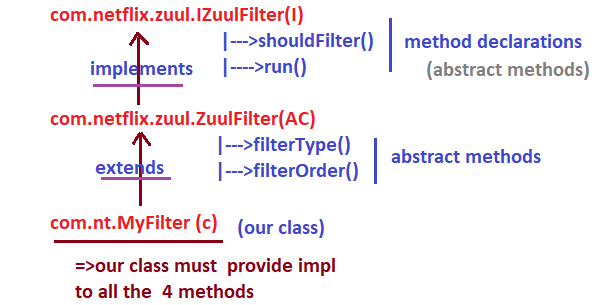 com.netflix.zuul.IZuulFilter(I)
|--->shouldFilter()
method declarations
implements
|---->run()
(abstract methods)
com.netflix.zuul.ZuulFilter(AC)
|--->filterType()
abstract methods
extends
|--->filterOrder()
com.nt.MyFilter (c) (our class)
=>our class must provide impl
to all the 4 methods